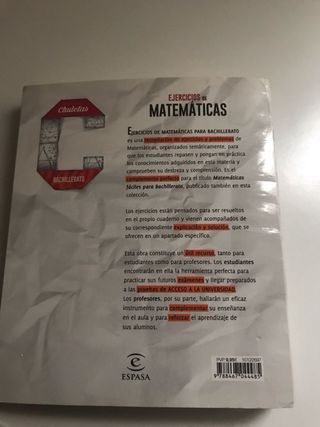 Chuletas
C
BACHILLERATO
EJERCICIOS DE
MATEMÁTICAS
EJERCICIOS DE MATEMÁTICAS PARA BACHILLERATO
es una recopilación de ejercicios y problemas de
Matemáticas, organizados temáticamente, para
que los estudiantes repasen y pongan en práctica
los conocimientos adquiridos en esta materia y
comprueben su destreza y comprensión. Es el
complemento perfecto para el título Matemáticas
fáciles para Bachillerato, publicado también en esta
colección.
Los ejercicios están pensados para ser resueltos
en el propio cuaderno y vienen acompañados de
su correspondiente explicación y solución, que se
ofrecen en un apartado específico.
Esta obra constituye un útil recurso, tanto para
estudiantes como para profesores. Los estudiantes
encontrarán en ella la herramienta perfecta para
practicar sus futuros exámenes y llegar preparados
a las pruebas de ACCESO A LA UNIVERSIDAD.
Los profesores, por su parte, hallarán un eficaz
instrumento para complementar su enseñanza
en el aula y para reforzar el aprendizaje de
sus alumnos.
e
ESPASA
PVP 9,95€ 10122697
9 788467 044485